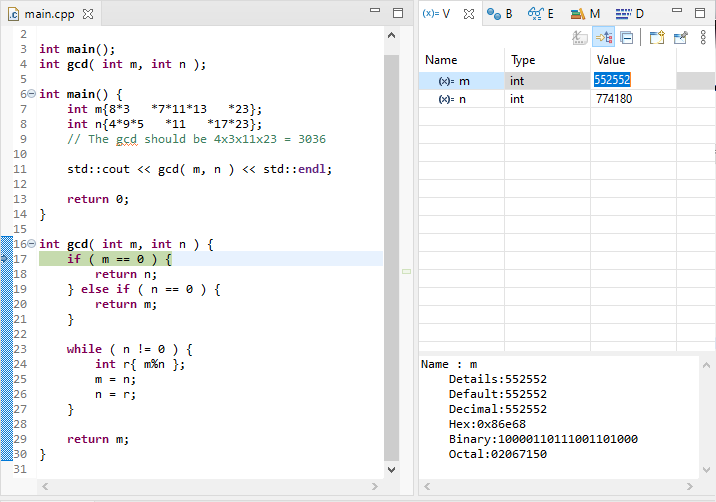 main.cpp
2
3 int main();
4 int gcd( int m, int n );
5
6 int main() {
7 int m{8*3   *7*11*13   *23};
8 int n{4*9*5   *11   *17*23};
9 // The gcd should be 4x3x11x23 = 3036
10
11 std::cout << gcd( m, n ) << std::endl;
12
13 return 0;
14 }
15
16 int gcd( int m, int n ) {
17 if ( m == 0 ) {
18 return n;
19 } else if ( n == 0 ) {
20 return m;
21 }
22
23 while ( n != 0 ) {
24 int r{ m%n };
25 m = n;
26 n = r;
27 }
28
29 return m;
30 }
31
(x)= V B E M D
Name Type Value
(x)= m int 552552
(x)= n int 774180
Name : m
Details:552552
Default:552552
Decimal:552552
Hex:0x86e68
Binary:10000110111001101000
Octal:02067150